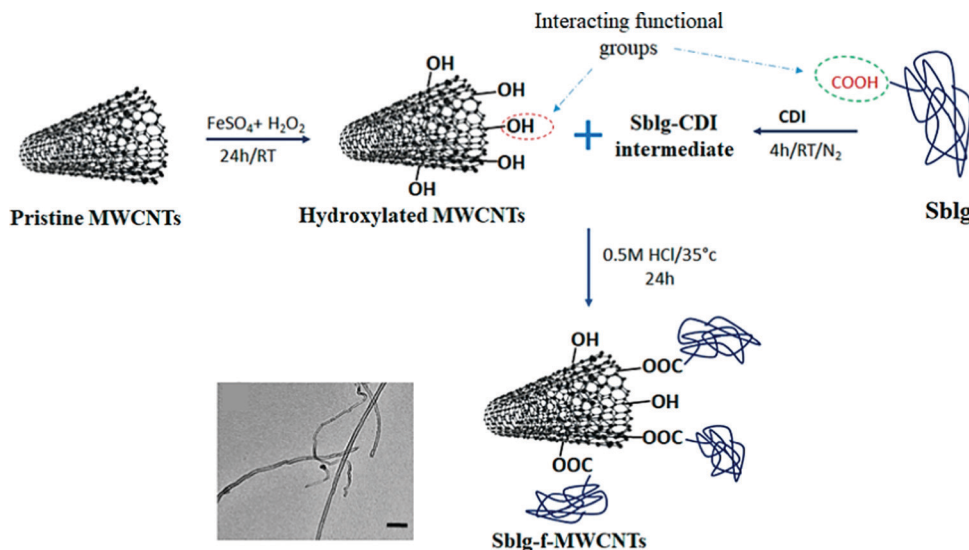 Interacting functional
groups
COOH
OH
OH
OH
OH
OH
FeSO₄+ H₂O₂
24h/RT
+
Sblg-CDI
intermediate
CDI
4h/RT/N₂
Pristine MWCNTs
Hydroxylated MWCNTs
Sblg
0.5M HCl/35°c
24h
OH
OOC
OH
OOC
OOC
Sblg-f-MWCNTs